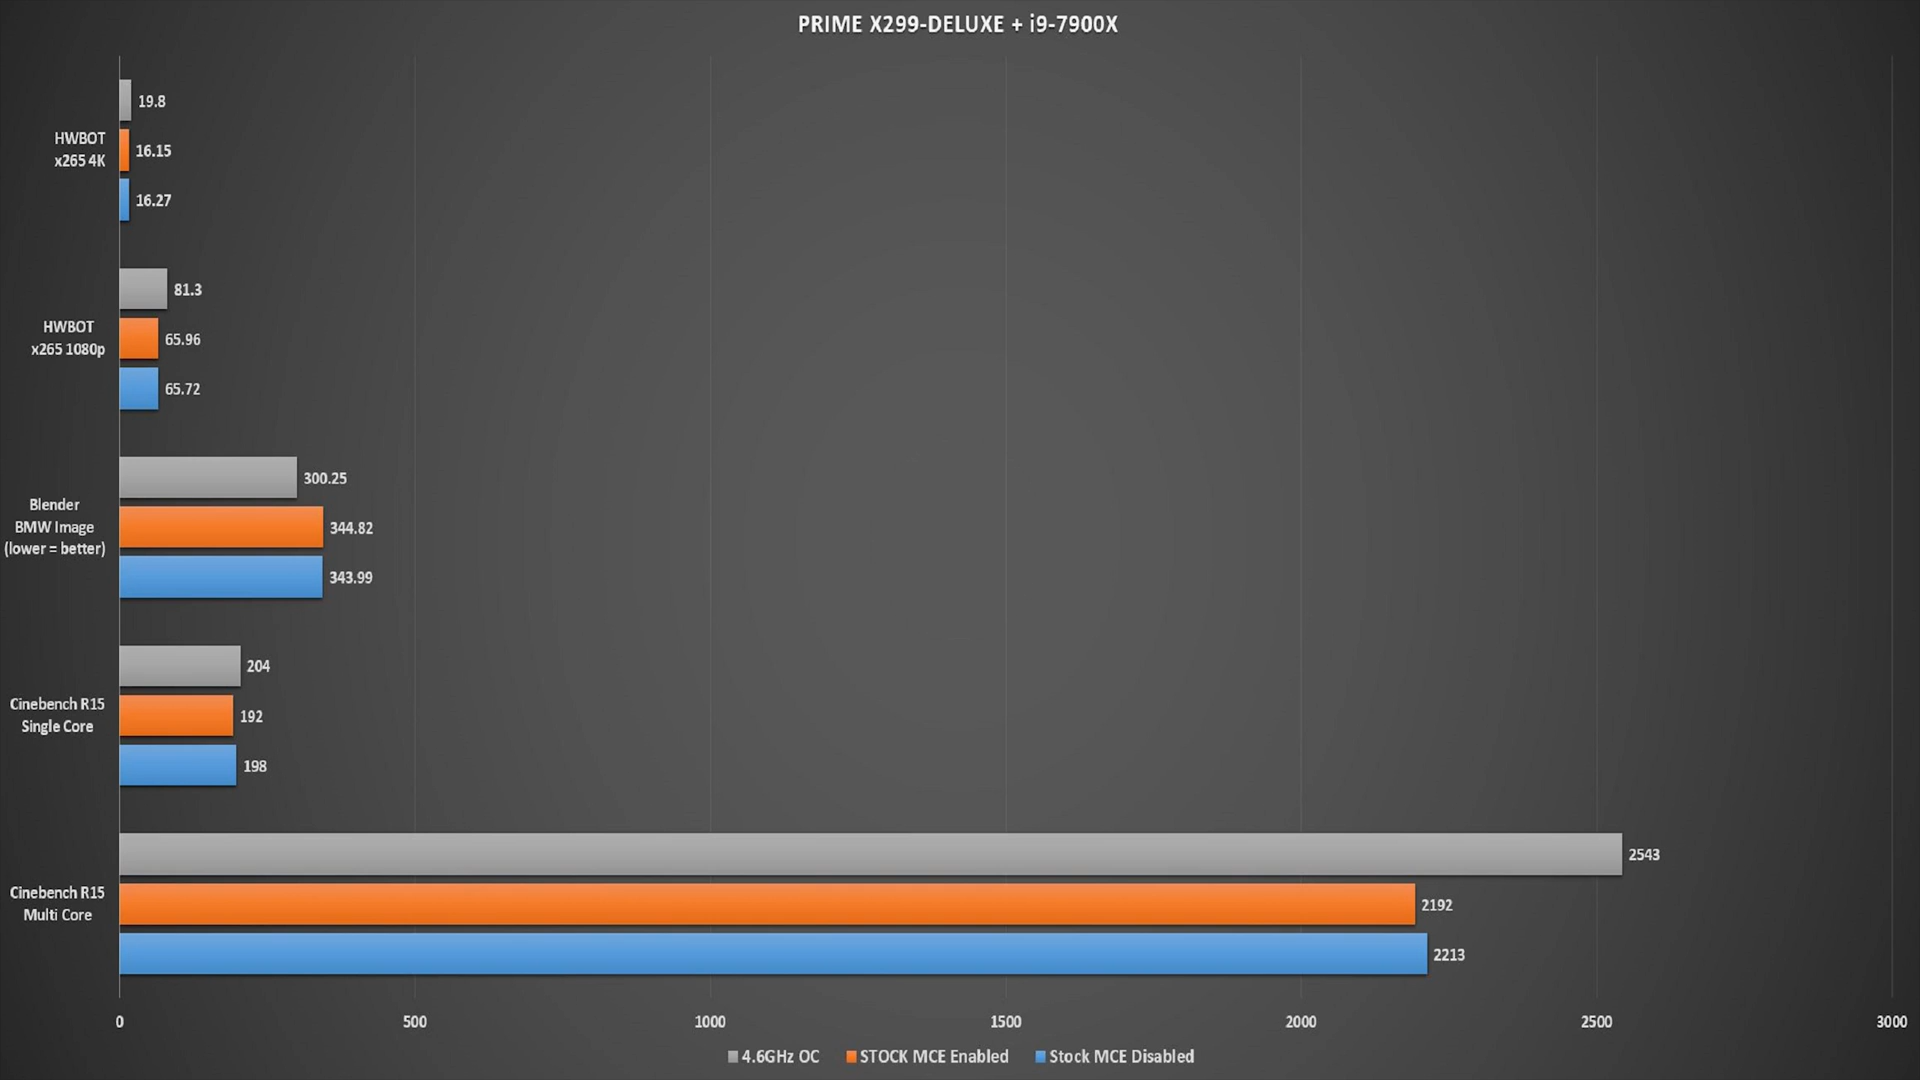 PRIME X299-DELUXE + i9-7900X
19.8
HWBOT
x265 4K
16.15
16.27
81.3
HWBOT
x265 1080p
65.96
65.72
300.25
Blender
BMW Image
(lower = better)
344.82
343.99
204
Cinebench R15
Single Core
192
198
2543
Cinebench R15
Multi Core
2192
2213
0 500 1000 1500 2000 2500 3000
4.6GHz OC STOCK MCE Enabled Stock MCE Disabled